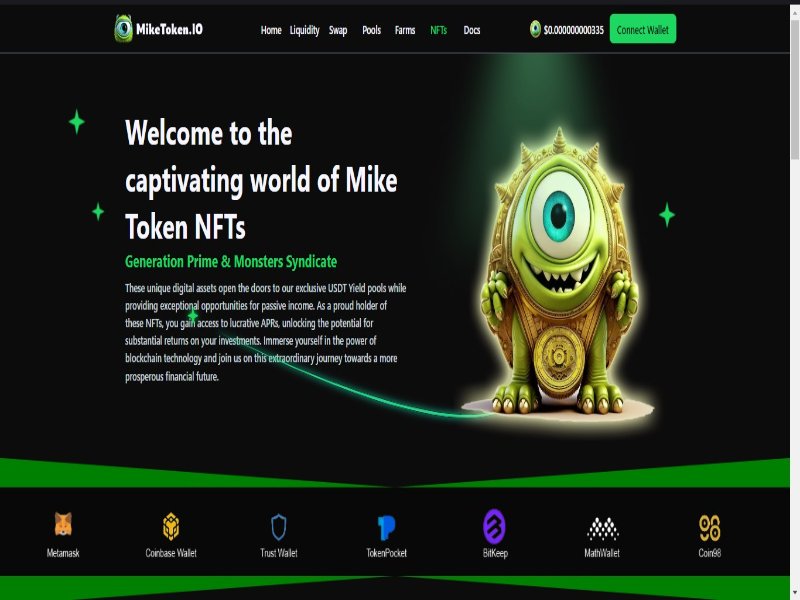 MikeToken.IO
Home Liquidity Swap Pools Farms NFTs Docs
$0.000000000335
Connect Wallet
Welcome to the
captivating world of Mike
Token NFTs
Generation Prime & Monsters Syndicate
These unique digital assets open the doors to our exclusive USDT Yield pools while
providing exceptional opportunities for passive income. As a proud holder of
these NFTs, you gain access to lucrative APRs, unlocking the potential for
substantial returns on your investments. Immerse yourself in the power of
blockchain technology and join us on this extraordinary journey towards a more
prosperous financial future.
Metamask Coinbase Wallet Trust Wallet TokenPocket BitKeep MathWallet Coin98